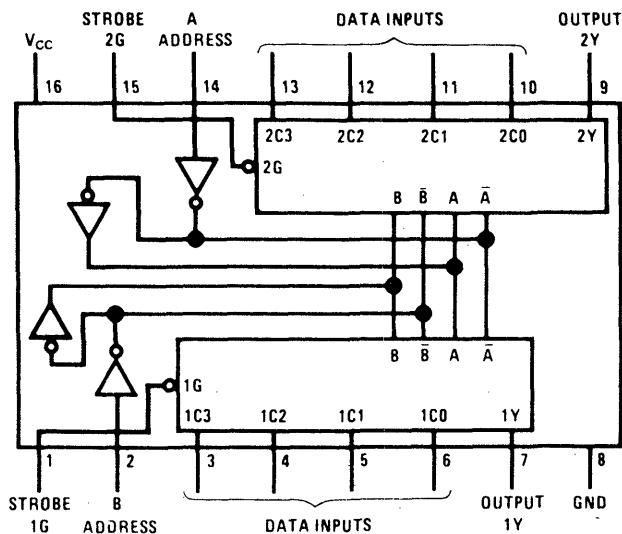 STROBE A DATA INPUTS OUTPUT
VCC 2G ADDRESS 2Y
16 15 14 13 12 11 10 9
2C3 2C2 2C1 2C0 2Y
2G
B B̅ A A̅
B B̅ A A̅
1G
1C3 1C2 1C1 1C0 1Y
1 2 3 4 5 6 7 8
STROBE B DATA INPUTS OUTPUT GND
1G ADDRESS 1Y